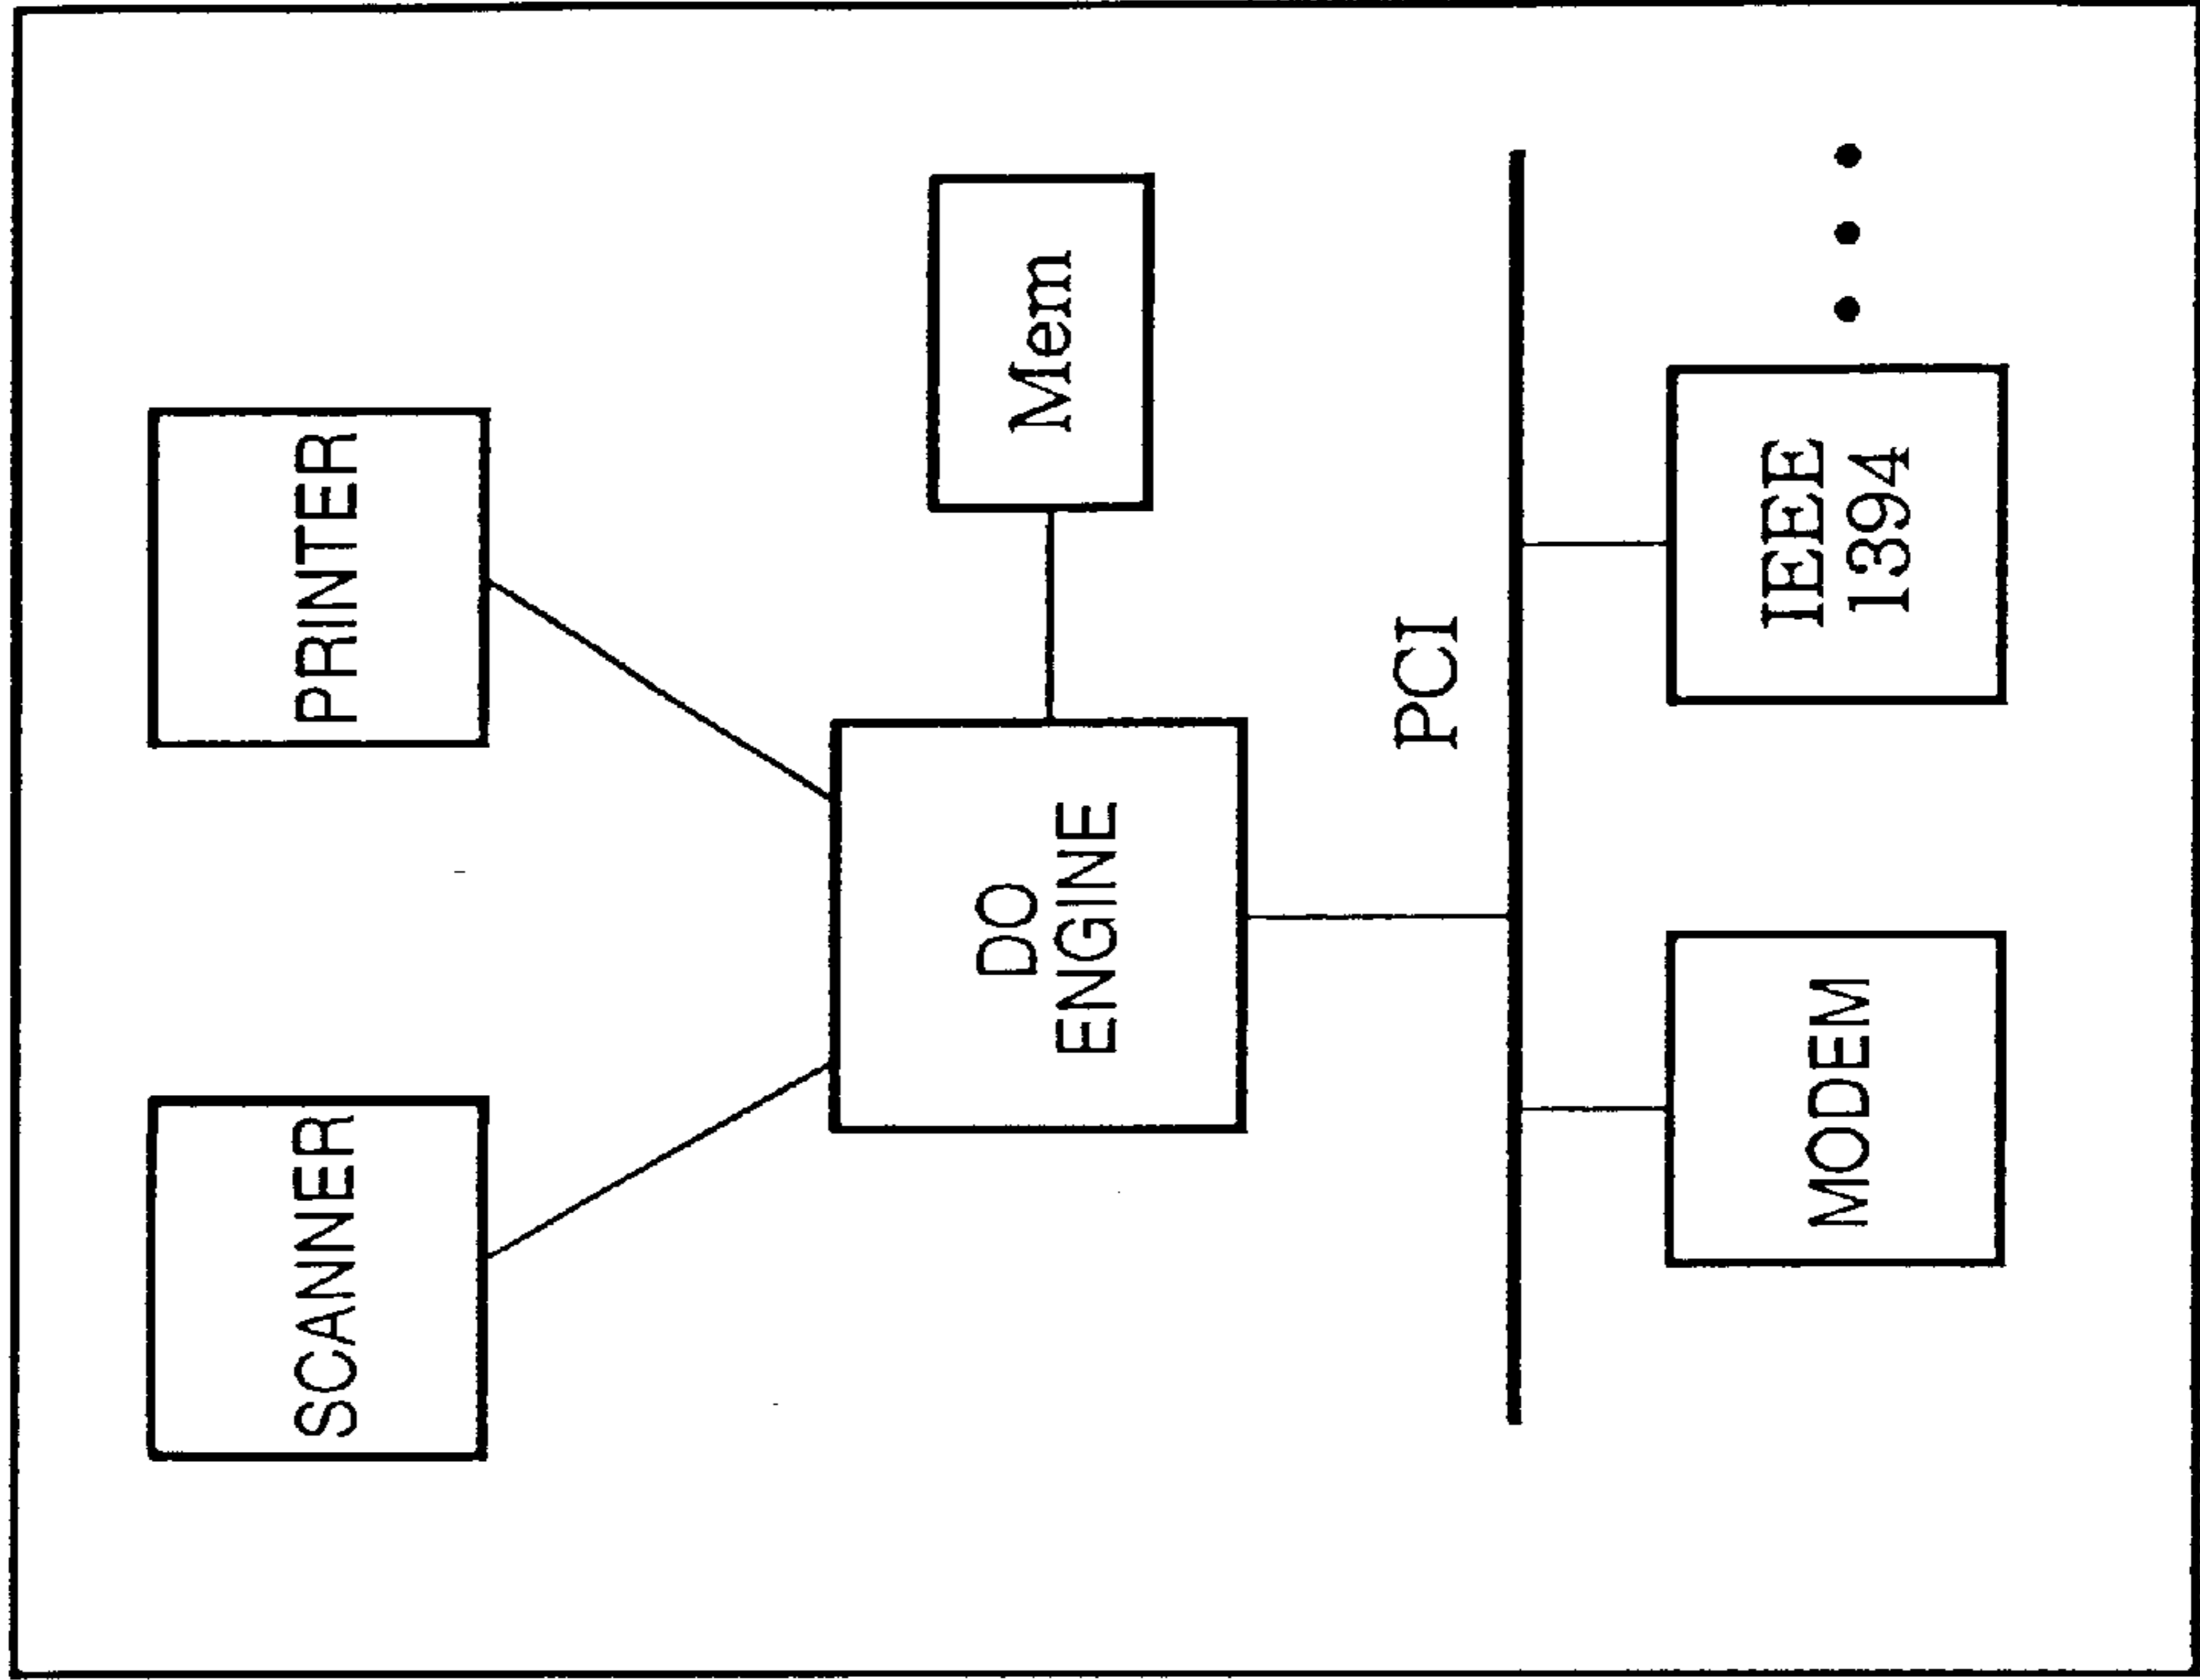 SCANNER
PRINTER
DO
ENGINE
Mem
PCI
MODEM
IEEE
1394